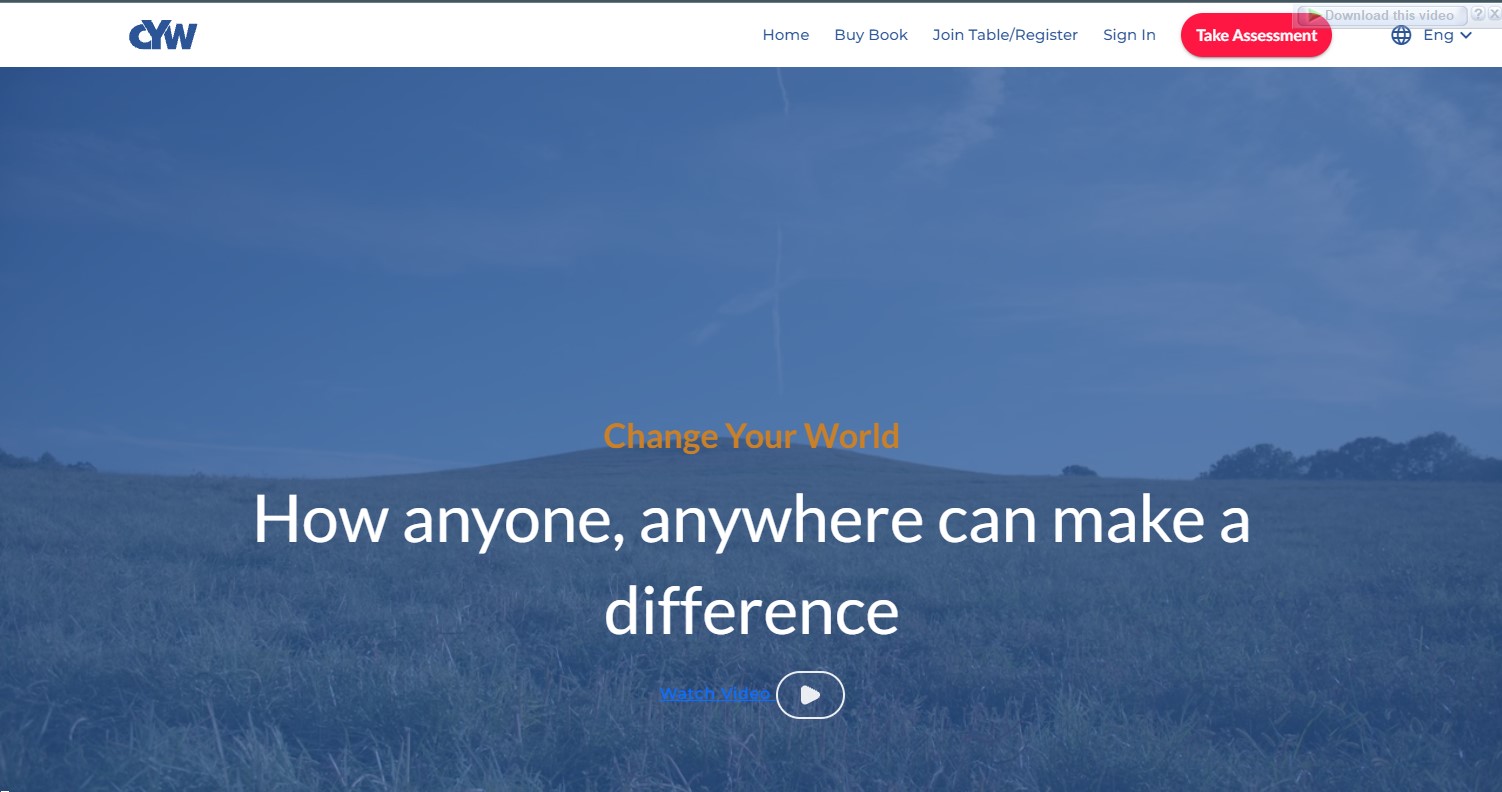 CYW
Home Buy Book Join Table/Register Sign In Take Assessment Eng
Download this video ? X
Change Your World
How anyone, anywhere can make a
difference
Watch Video